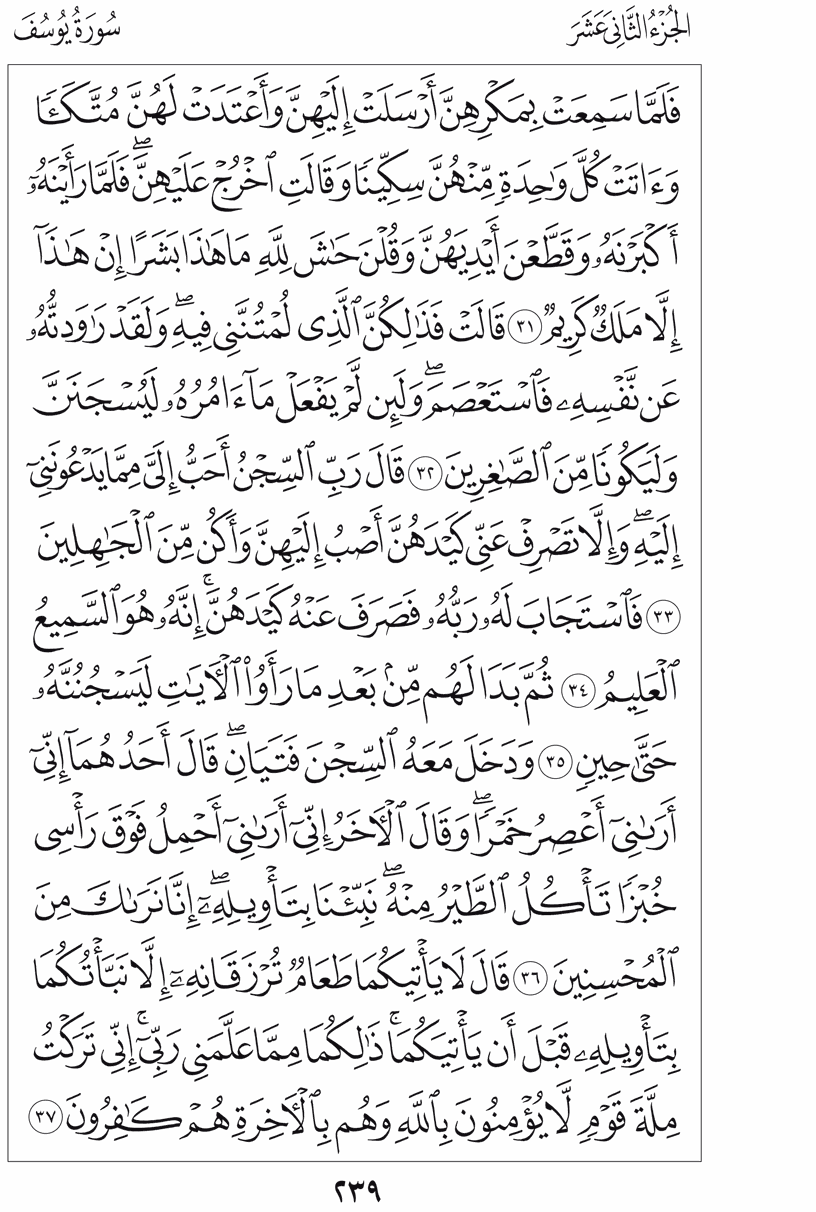 الجُزْءُ الثَّانِي عَشَرَ
سُورَةُ يُوسُفَ
فَلَمَّا سَمِعَتۡ بِمَكۡرِهِنَّ أَرۡسَلَتۡ إِلَيۡهِنَّ وَأَعۡتَدَتۡ لَهُنَّ مُتَّكَـٔٗا
وَءَاتَتۡ كُلَّ وَٰحِدَةٖ مِّنۡهُنَّ سِكِّينٗا وَقَالَتِ ٱخۡرُجۡ عَلَيۡهِنَّۖ فَلَمَّا رَأَيۡنَهُۥٓ
أَكۡبَرۡنَهُۥ وَقَطَّعۡنَ أَيۡدِيَهُنَّ وَقُلۡنَ حَٰشَ لِلَّهِ مَا هَٰذَا بَشَرًا إِنۡ هَٰذَآ
إِلَّا مَلَكٞ كَرِيمٞ ٣١ قَالَتۡ فَذَٰلِكُنَّ ٱلَّذِي لُمۡتُنَّنِي فِيهِۖ وَلَقَدۡ رَٰوَدتُّهُۥ
عَن نَّفۡسِهِۦ فَٱسۡتَعۡصَمَۖ وَلَئِن لَّمۡ يَفۡعَلۡ مَآ ءَامُرُهُۥ لَيُسۡجَنَنَّ
وَلَيَكُونٗا مِّنَ ٱلصَّٰغِرِينَ ٣٢ قَالَ رَبِّ ٱلسِّجۡنُ أَحَبُّ إِلَيَّ مِمَّا يَدۡعُونَنِيٓ
إِلَيۡهِۖ وَإِلَّا تَصۡرِفۡ عَنِّي كَيۡدَهُنَّ أَصۡبُ إِلَيۡهِنَّ وَأَكُن مِّنَ ٱلۡجَٰهِلِينَ
٣٣ فَٱسۡتَجَابَ لَهُۥ رَبُّهُۥ فَصَرَفَ عَنۡهُ كَيۡدَهُنَّۚ إِنَّهُۥ هُوَ ٱلسَّمِيعُ
ٱلۡعَلِيمُ ٣٤ ثُمَّ بَدَا لَهُم مِّنۢ بَعۡدِ مَا رَأَوُاْ ٱلۡأٓيَٰتِ لَيَسۡجُنُنَّهُۥ
حَتَّىٰ حِينٖ ٣٥ وَدَخَلَ مَعَهُ ٱلسِّجۡنَ فَتَيَانِۖ قَالَ أَحَدُهُمَآ إِنِّيٓ
أَرَىٰنِيٓ أَعۡصِرُ خَمۡرٗاۖ وَقَالَ ٱلۡأٓخَرُ إِنِّيٓ أَرَىٰنِيٓ أَحۡمِلُ فَوۡقَ رَأۡسِي
خُبۡزٗا تَأۡكُلُ ٱلطَّيۡرُ مِنۡهُۖ نَبِّئۡنَا بِتَأۡوِيلِهِۦٓۖ إِنَّا نَرَىٰكَ مِنَ
ٱلۡمُحۡسِنِينَ ٣٦ قَالَ لَا يَأۡتِيكُمَا طَعَامٞ تُرۡزَقَانِهِۦٓ إِلَّا نَبَّأۡتُكُمَا
بِتَأۡوِيلِهِۦ قَبۡلَ أَن يَأۡتِيَكُمَاۚ ذَٰلِكُمَا مِمَّا عَلَّمَنِي رَبِّيٓۚ إِنِّي تَرَكۡتُ
مِلَّةَ قَوۡمٖ لَّا يُؤۡمِنُونَ بِٱللَّهِ وَهُم بِٱلۡأٓخِرَةِ هُمۡ كَٰفِرُونَ ٣٧
٢٣٩